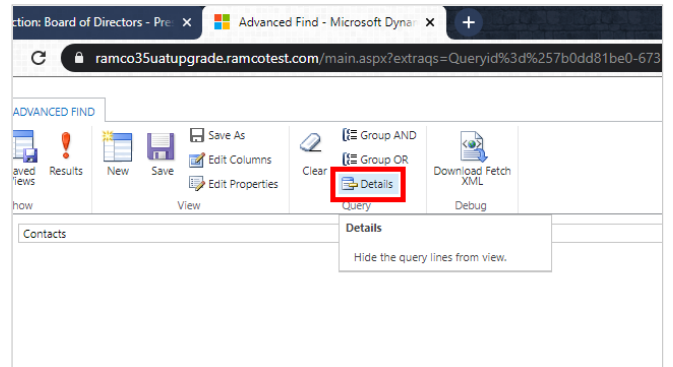 ction: Board of Directors - Pre
Advanced Find - Microsoft Dynar
ramco35uatupgrade.ramcotest.com/main.aspx?extraqs=Queryid%3d%257b0dd81be0-673
ADVANCED FIND
aved
Views
Results
New
Save
Save As
Edit Columns
Edit Properties
Clear
Group AND
Group OR
Details
Download Fetch
XML
how
View
Query
Debug
Contacts
Details
Hide the query lines from view.